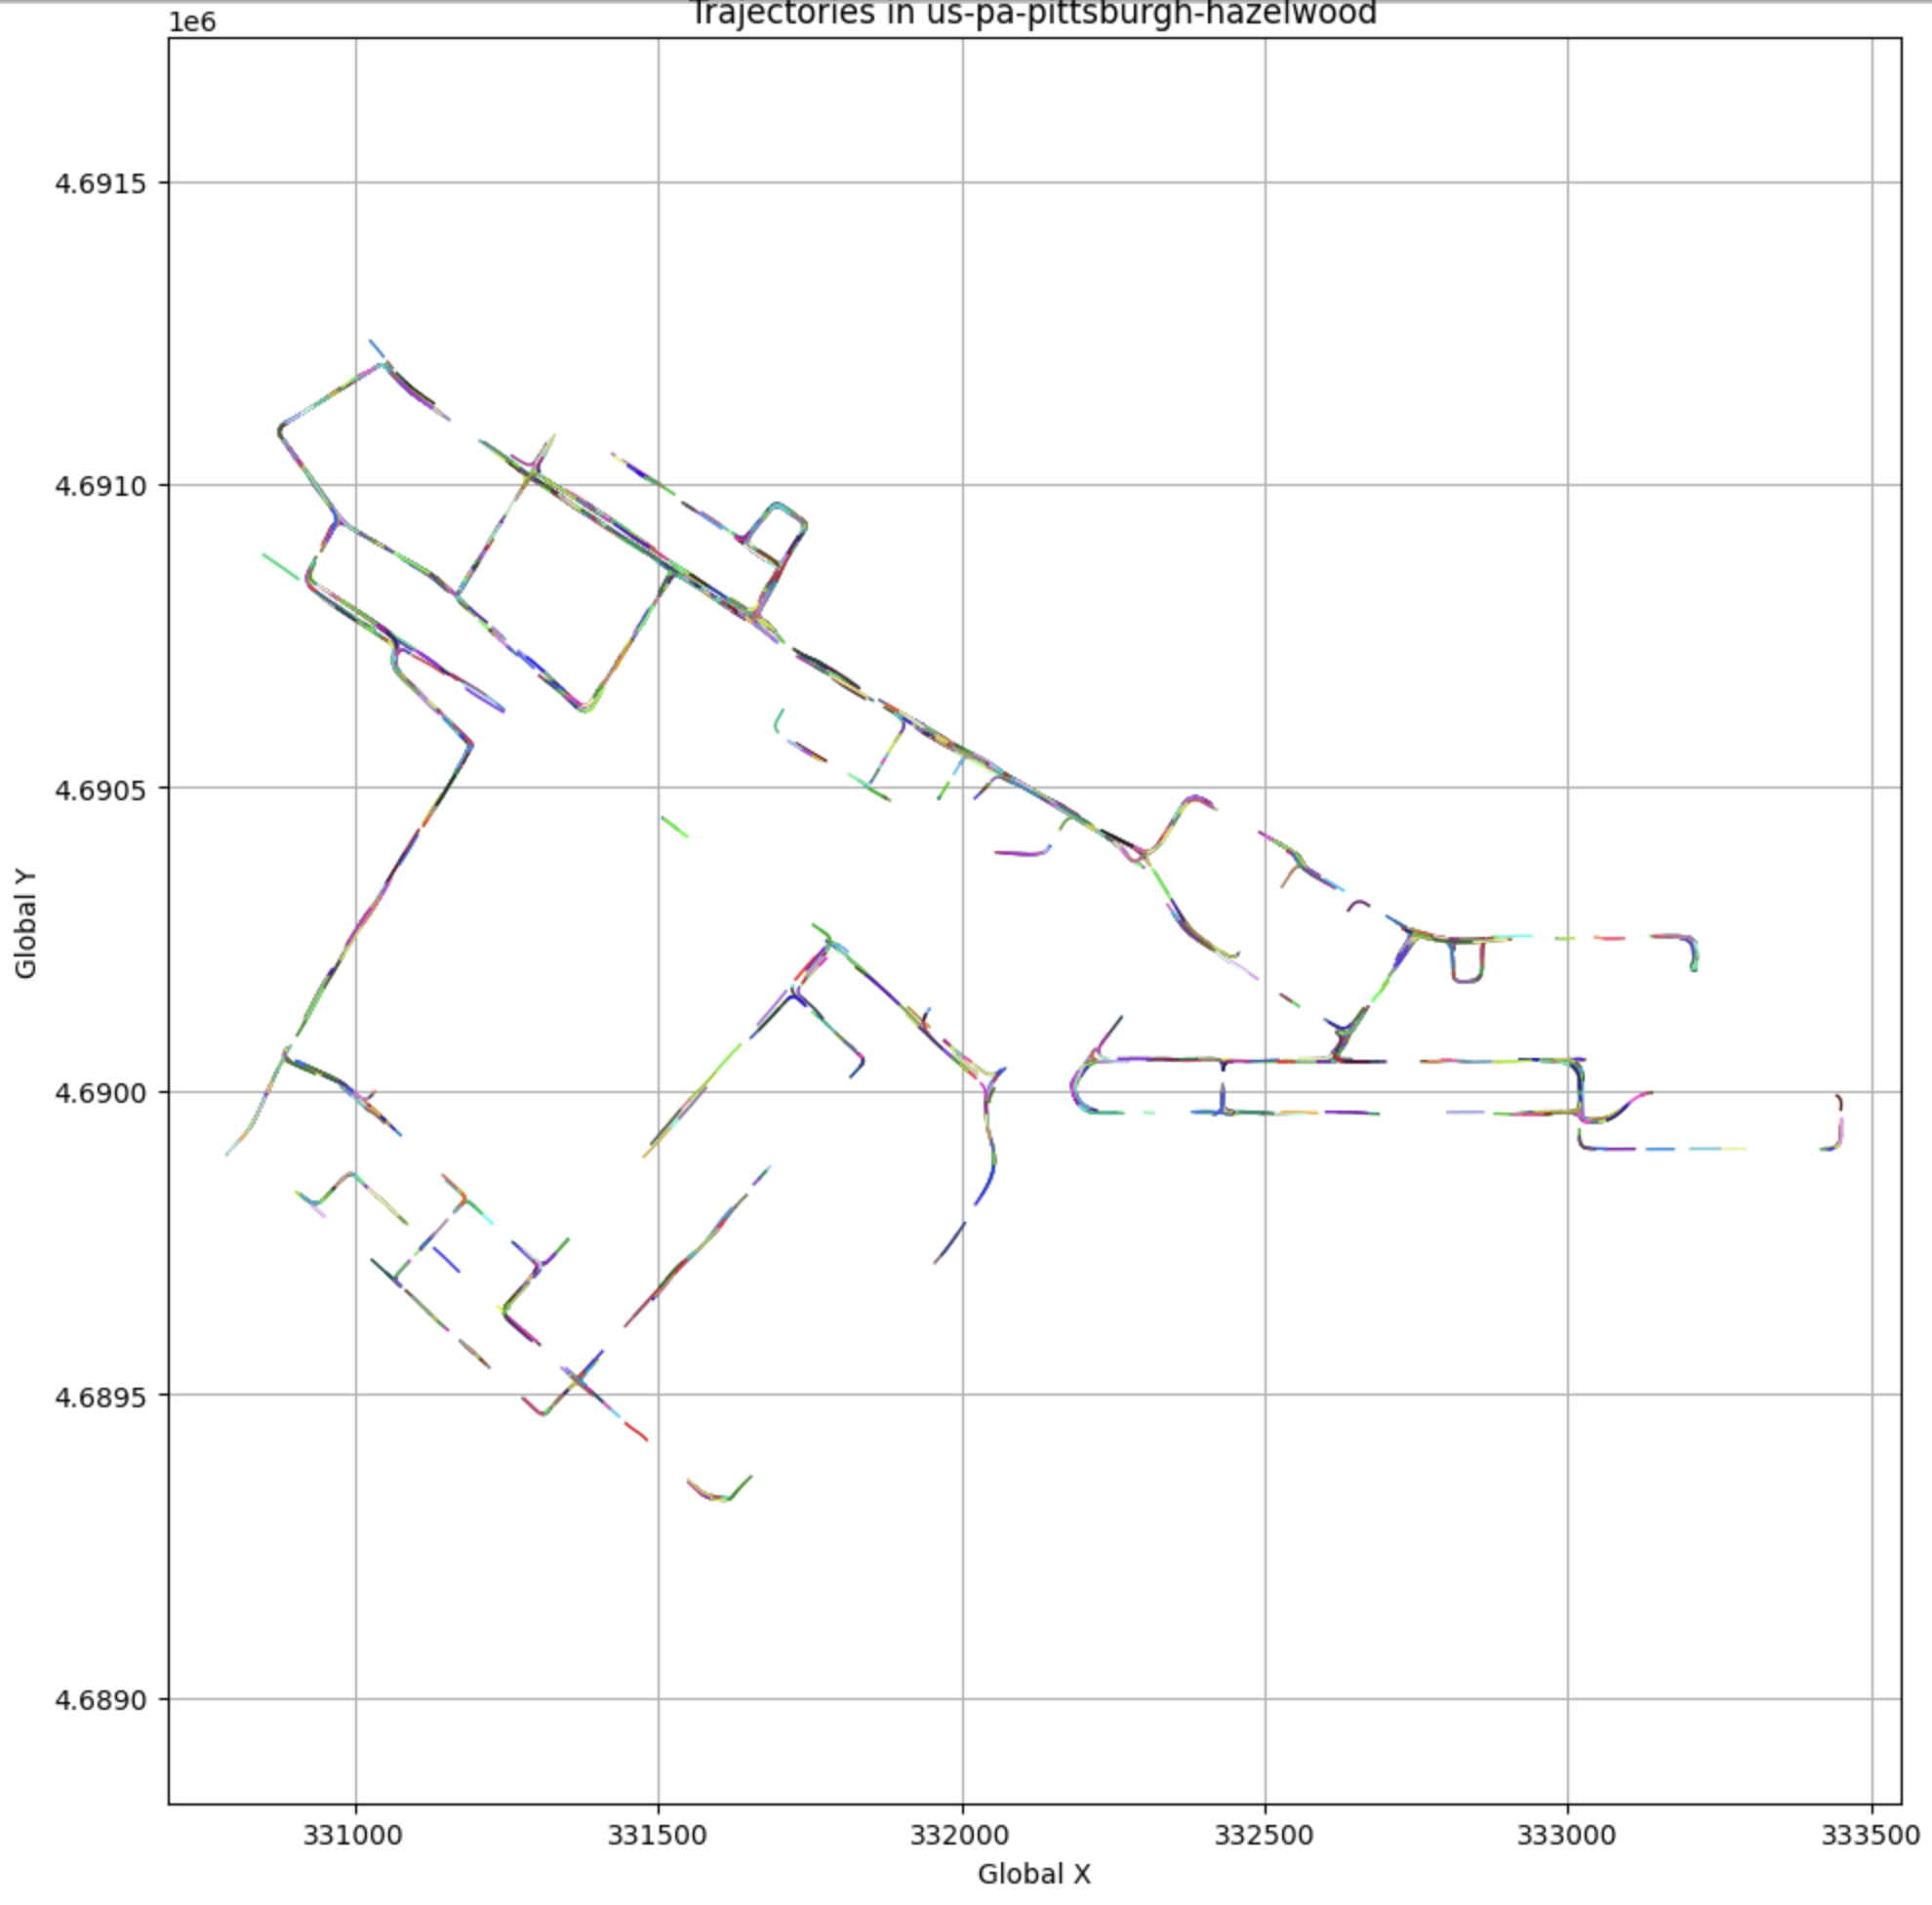 Trajectories in us-pa-pittsburgh-hazelwood
1e6
4.6915
4.6910
4.6905
4.6900
4.6895
4.6890
Global Y
331000 331500 332000 332500 333000 333500
Global X